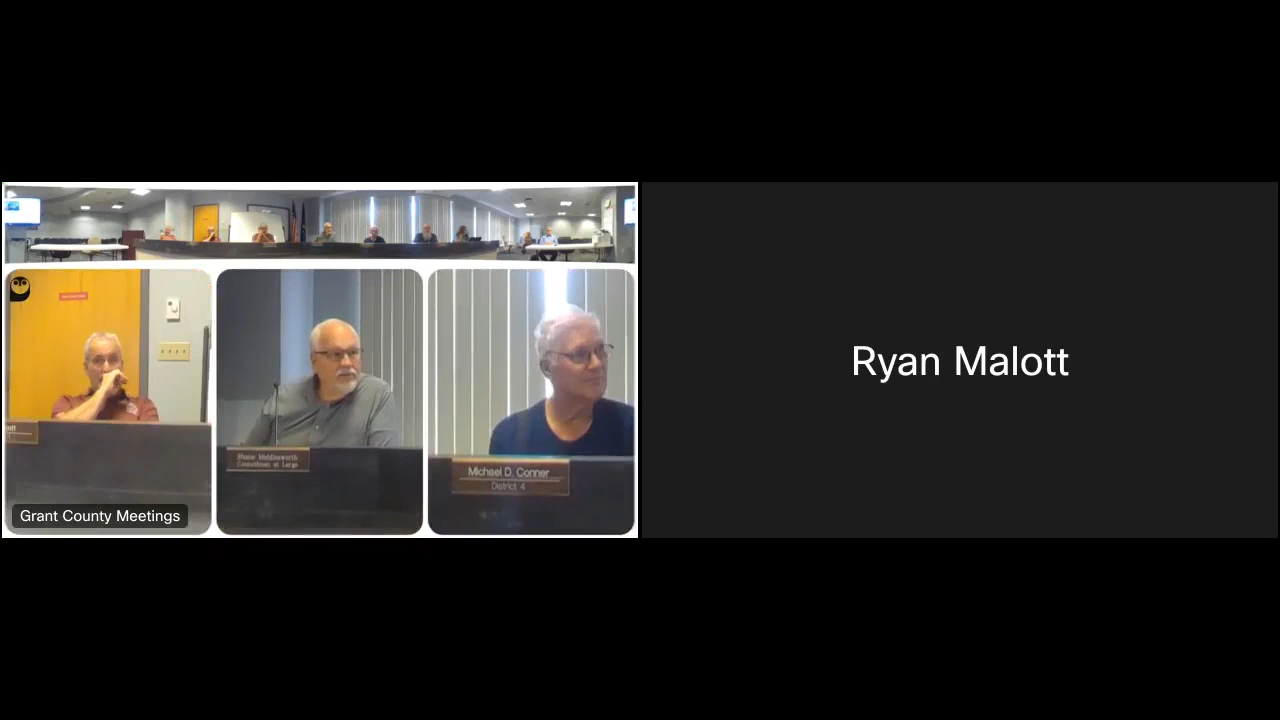 Ryan Malott
Councilman at Large
Michael D. Conner
District 4
Grant County Meetings